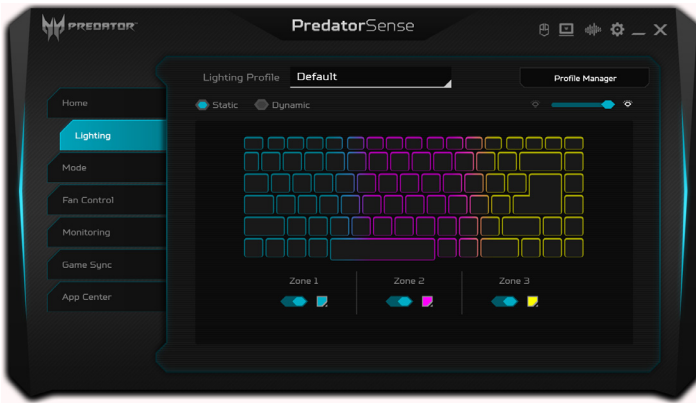 PREDATOR
PredatorSense
Lighting Profile Default
Profile Manager
Static Dynamic
Home
Lighting
Mode
Fan Control
Monitoring
Game Sync
App Center
Zone 1 Zone 2 Zone 3